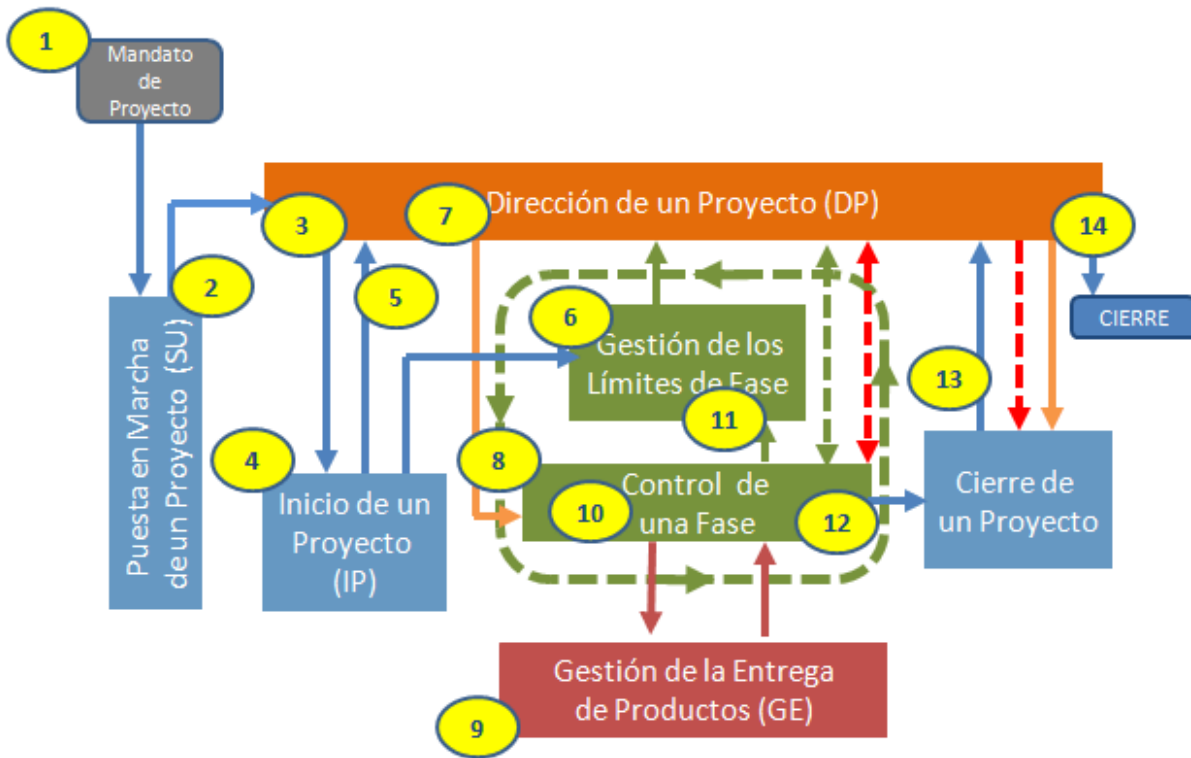 1
Mandato
de
Proyecto
Dirección de un Proyecto (DP)
7
3
14
2
5
CIERRE
6
Gestión de los
Límites de Fase
13
11
Puesta en Marcha
de un Proyecto (SU)
4
8
Control de
una Fase
Cierre de
un Proyecto
Inicio de un
Proyecto
(IP)
10
12
Gestión de la Entrega
de Productos (GE)
9